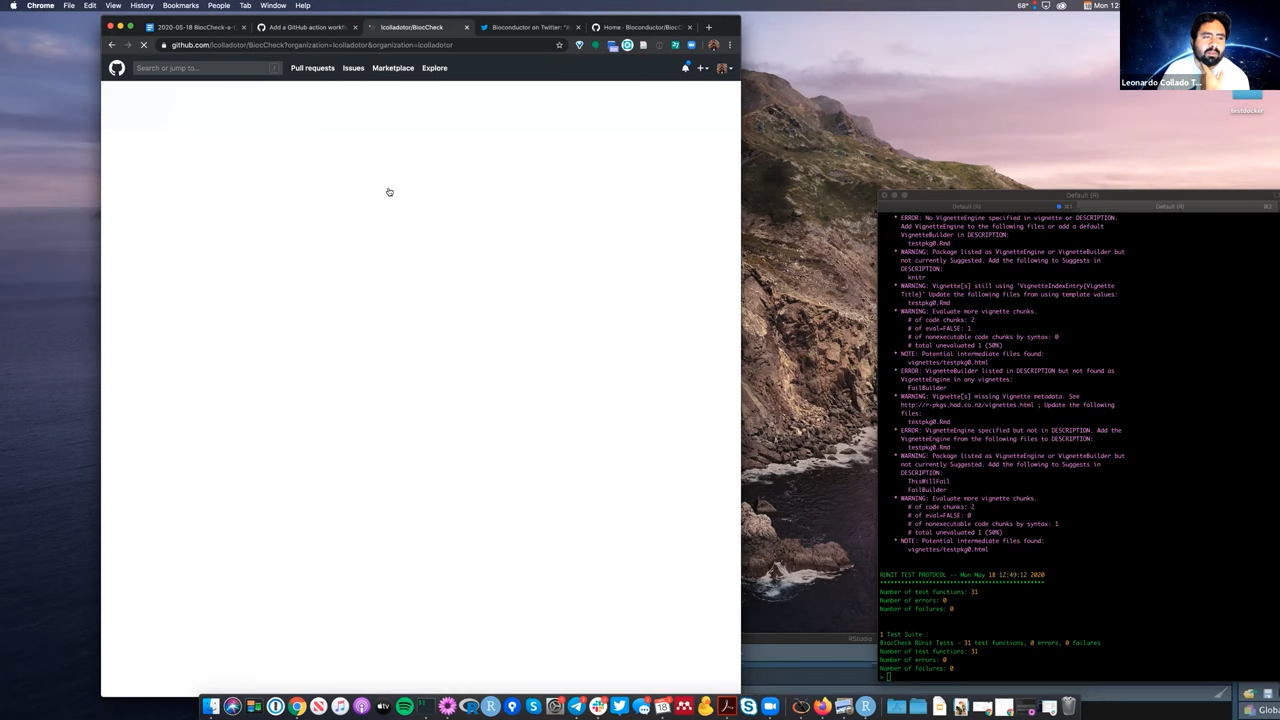 Chrome File Edit View History Bookmarks People Tab Window Help
68°
Mon 12:
2020-05-18 BiocCheck-a-
Add a GitHub action workf
lcolladotor/BiocCheck
Bioconductor on Twitter: "#
Home · Bioconductor/BiocC
github.com/lcolladotor/BiocCheck?organization=lcolladotor&organization=lcolladotor
Search or jump to...
/
Pull requests Issues Marketplace Explore
Leonardo Collado T...
testdocker
Default (R)
Default (R)
⌘1
Default (R)
⌘2
* ERROR: No VignetteEngine specified in vignette or DESCRIPTION.
Add VignetteEngine to the following files or add a default
VignetteBuilder in DESCRIPTION:
testpkg0.Rmd
* WARNING: Package listed as VignetteEngine or VignetteBuilder but
not currently Suggested. Add the following to Suggests in
DESCRIPTION:
knitr
* WARNING: Vignette[s] still using 'VignetteIndexEntry{Vignette
Title}' Update the following files from using template values:
testpkg0.Rmd
* WARNING: Evaluate more vignette chunks.
# of code chunks: 2
# of eval=FALSE: 1
# of nonexecutable code chunks by syntax: 0
# total unevaluated 1 (50%)
* NOTE: Potential intermediate files found:
vignettes/testpkg0.html
* ERROR: VignetteBuilder listed in DESCRIPTION but not found as
VignetteEngine in any vignettes:
FailBuilder
* WARNING: Vignette[s] missing Vignette metadata. See
http://r-pkgs.had.co.nz/vignettes.html ; Update the following
files:
testpkg0.Rmd
* ERROR: VignetteEngine specified but not in DESCRIPTION. Add the
VignetteEngine from the following files to DESCRIPTION:
testpkg0.Rmd
* WARNING: Package listed as VignetteEngine or VignetteBuilder but
not currently Suggested. Add the following to Suggests in
DESCRIPTION:
ThisWillFail
FailBuilder
* WARNING: Evaluate more vignette chunks.
# of code chunks: 2
# of eval=FALSE: 0
# of nonexecutable code chunks by syntax: 1
# total unevaluated 1 (50%)
* NOTE: Potential intermediate files found:
vignettes/testpkg0.html
RUNIT TEST PROTOCOL -- Mon May 18 12:49:12 2020
***********************************************
Number of test functions: 31
Number of errors: 0
Number of failures: 0
1 Test Suite :
BiocCheck RUnit Tests - 31 test functions, 0 errors, 0 failures
Number of test functions: 31
Number of errors: 0
Number of failures: 0
>
RStudio
Globa